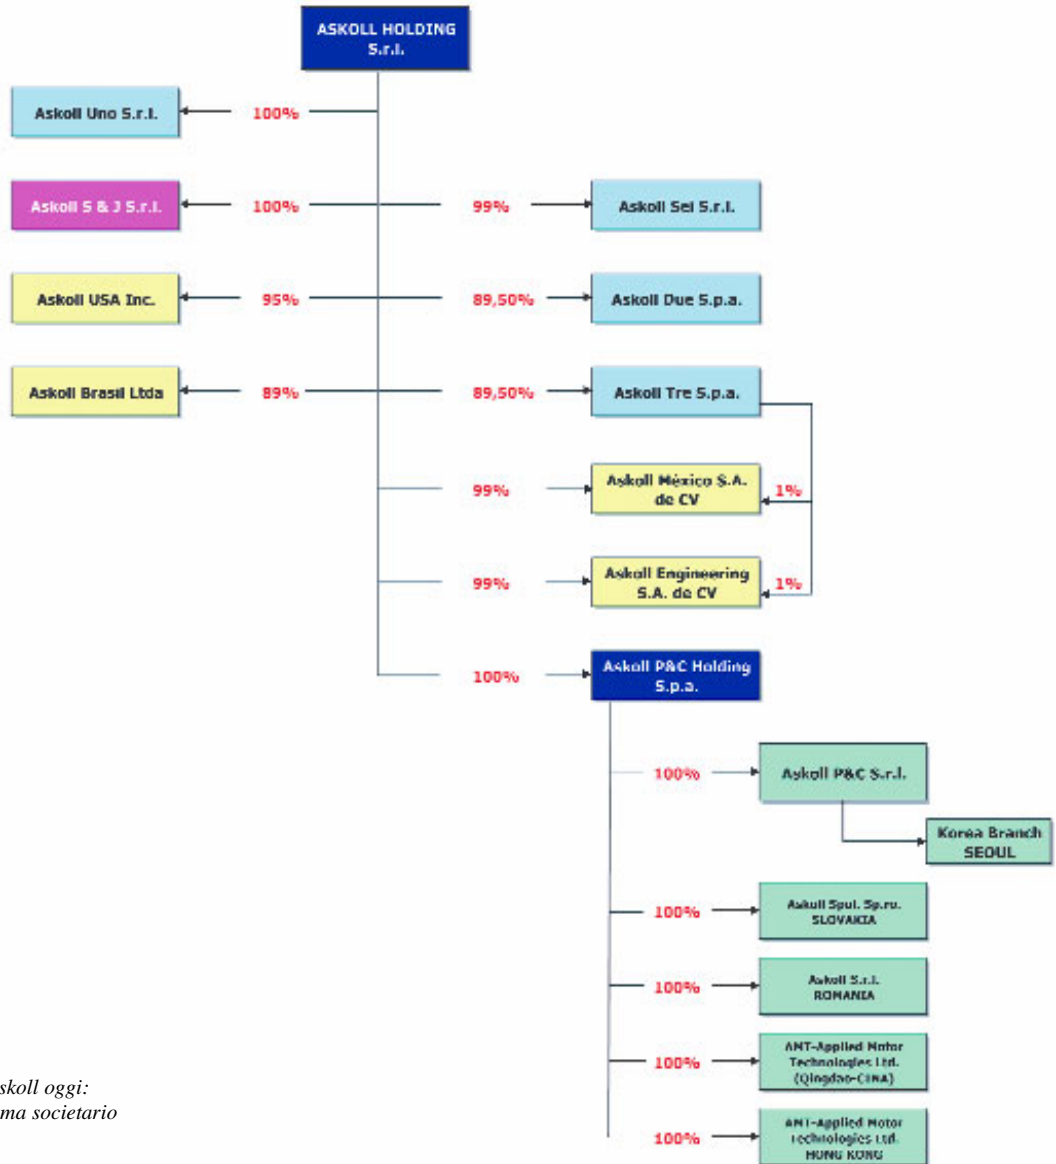 ASKOLL HOLDING
S.r.l.
Askoll Uno S.r.l.
100%
Askoll S & J S.r.l.
100%
99%
Askoll Sei S.r.l.
Askoll USA Inc.
95%
89,50%
Askoll Due S.p.a.
Askoll Brasil Ltda
89%
89,50%
Askoll Tre S.p.a.
99%
Askoll México S.A.
de CV
1%
99%
Askoll Engineering
S.A. de CV
1%
100%
Askoll P&C Holding
S.p.a.
100%
Askoll P&C S.r.l.
Korea Branch
SEOUL
100%
Askoll Spol. Sp.ro.
SLOVAKIA
100%
Askoll S.r.l.
ROMANIA
100%
AMT-Applied Motor
Technologies Ltd.
(Qingdao-CINA)
100%
AMT-Applied Motor
Technologies Ltd.
HONG KONG
skoll oggi:
ma societario